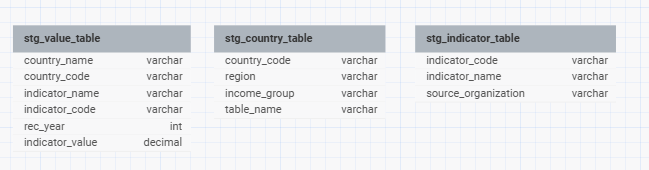 stg_value_table
country_name varchar
country_code varchar
indicator_name varchar
indicator_code varchar
rec_year int
indicator_value decimal
stg_country_table
country_code varchar
region varchar
income_group varchar
table_name varchar
stg_indicator_table
indicator_code varchar
indicator_name varchar
source_organization varchar